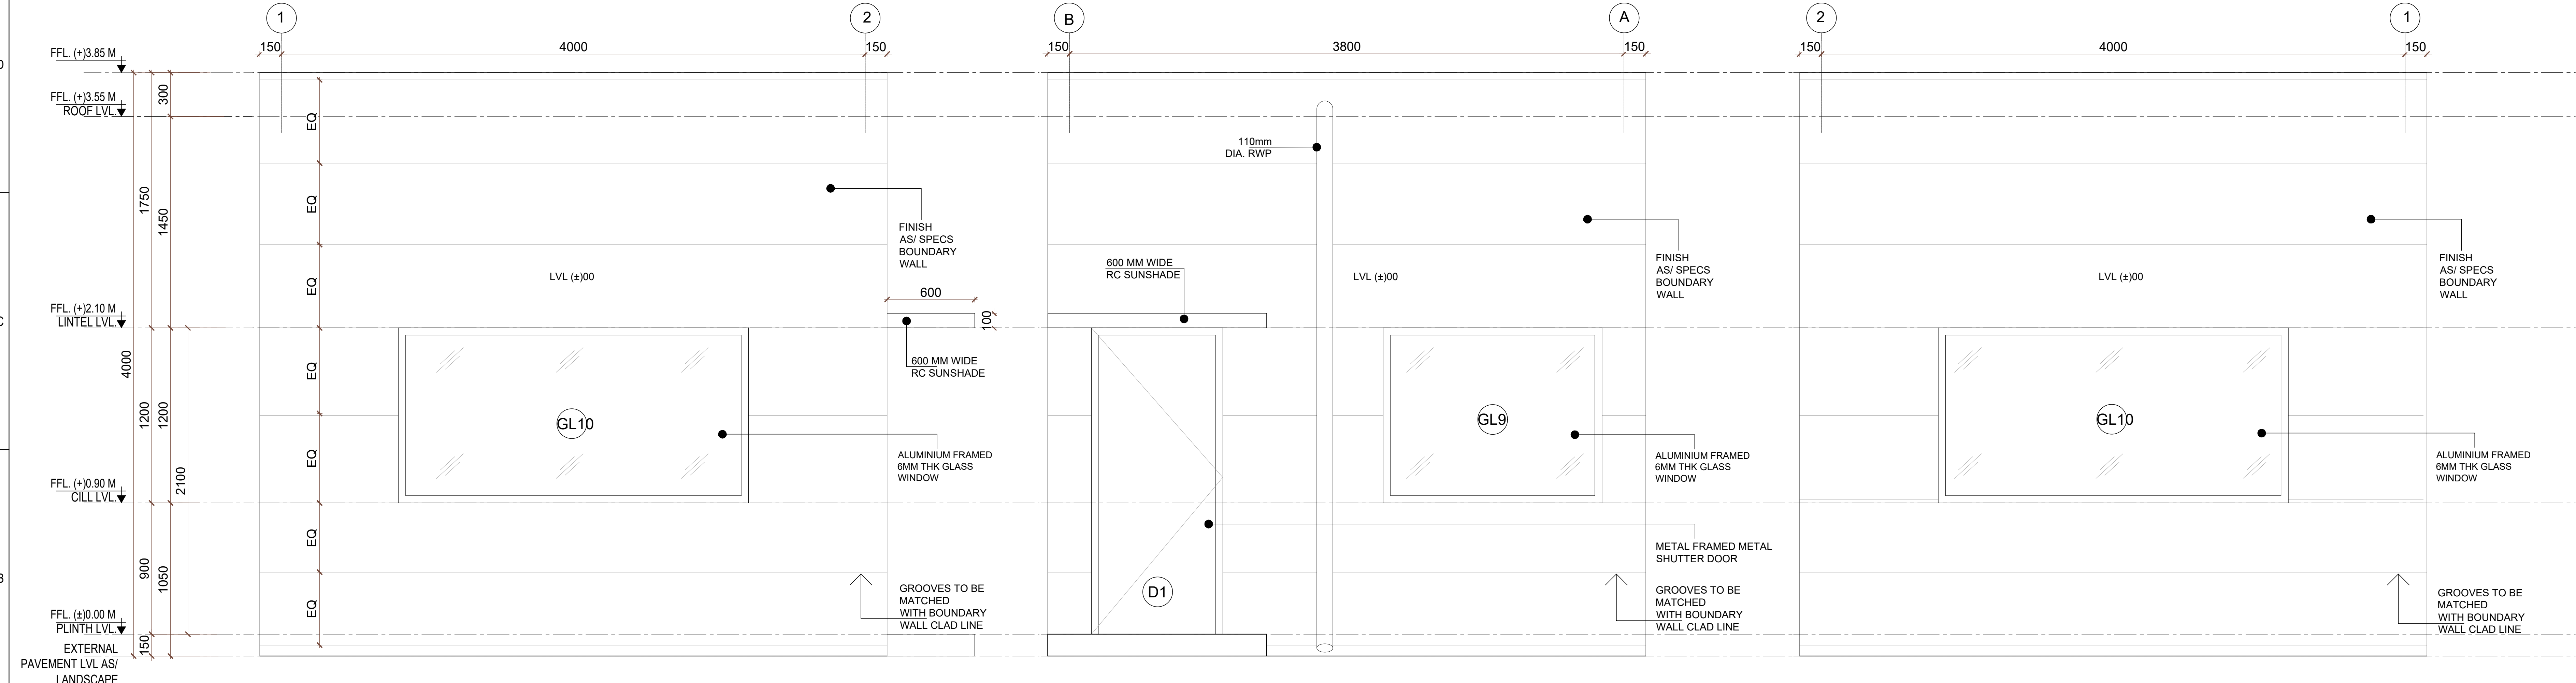 1
2
B
A
2
1
150
4000
150
150
3800
150
150
4000
150
FFL. (+)3.85 M
FFL. (+)3.55 M
ROOF LVL.
300
EQ
110mm
DIA. RWP
1750
1450
EQ
FINISH
AS/ SPECS
BOUNDARY
WALL
FINISH
AS/ SPECS
BOUNDARY
WALL
FINISH
AS/ SPECS
BOUNDARY
WALL
EQ
LVL (±)00
600 MM WIDE
RC SUNSHADE
LVL (±)00
LVL (±)00
600
100
FFL. (+)2.10 M
LINTEL LVL.
4000
600 MM WIDE
RC SUNSHADE
EQ
1200
1200
GL10
GL9
GL10
EQ
2100
ALUMINIUM FRAMED
6MM THK GLASS
WINDOW
ALUMINIUM FRAMED
6MM THK GLASS
WINDOW
ALUMINIUM FRAMED
6MM THK GLASS
WINDOW
FFL. (+)0.90 M
CILL LVL.
EQ
METAL FRAMED METAL
SHUTTER DOOR
900
1050
D1
EQ
GROOVES TO BE
MATCHED
WITH BOUNDARY
WALL CLAD LINE
GROOVES TO BE
MATCHED
WITH BOUNDARY
WALL CLAD LINE
GROOVES TO BE
MATCHED
WITH BOUNDARY
WALL CLAD LINE
FFL. (±)0.00 M
PLINTH LVL.
150
EXTERNAL
PAVEMENT LVL AS/
LANDSCAPE